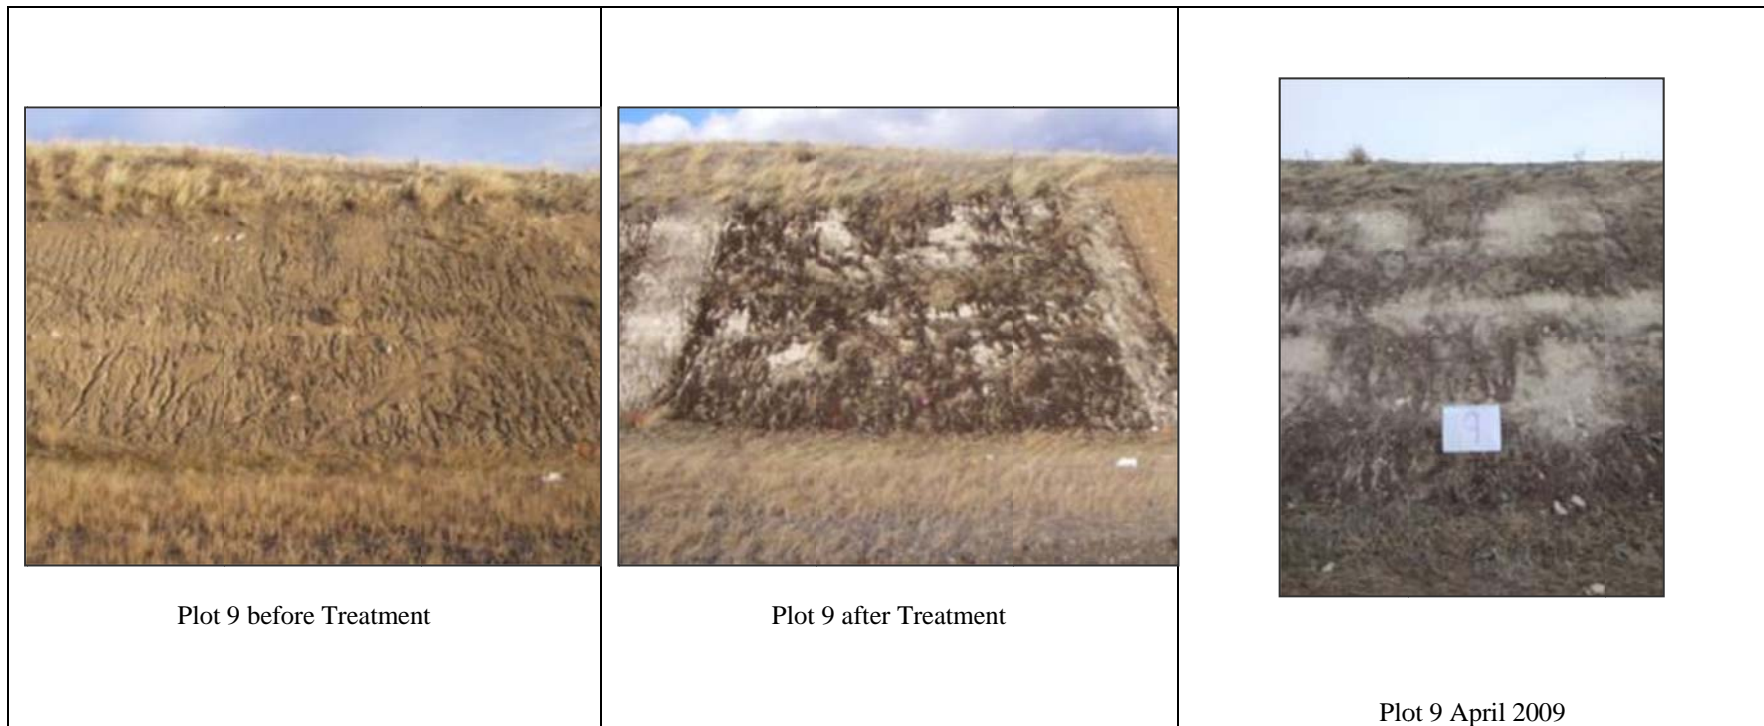 9
Plot 9 before Treatment
Plot 9 after Treatment
Plot 9 April 2009